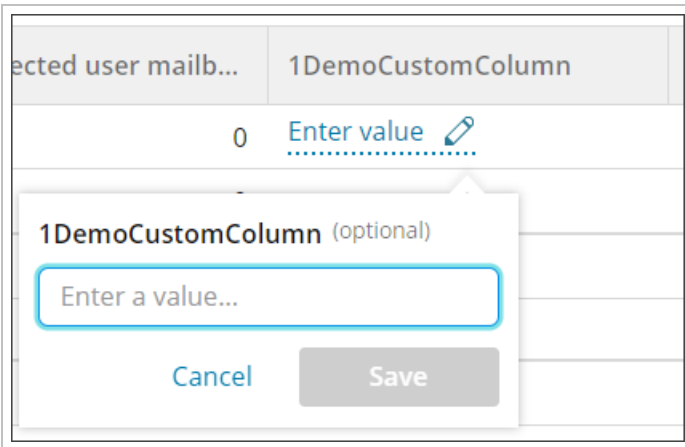 ected user mailb... 1DemoCustomColumn
0 Enter value
1DemoCustomColumn (optional)
Enter a value...
Cancel Save